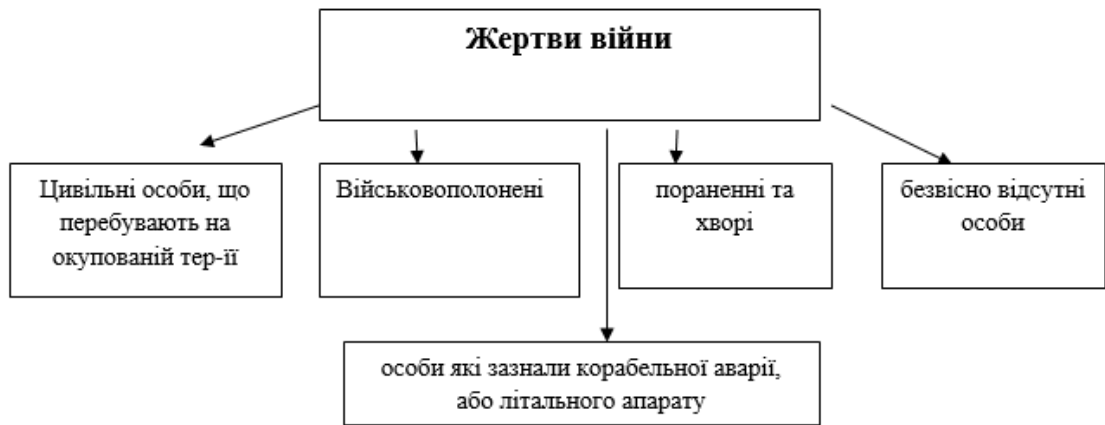 Жертви війни
Цивільні особи, що
перебувають на
окупованій тер-її
Військовополонені
пораненні та
хворі
безвісно відсутні
особи
особи які зазнали корабельної аварії,
або літального апарату